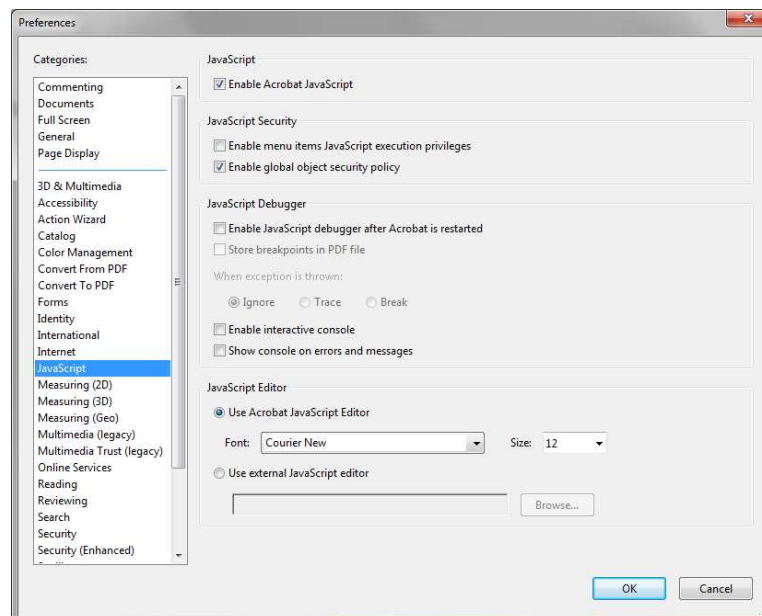 Preferences
Categories:
Commenting
Documents
Full Screen
General
Page Display
3D & Multimedia
Accessibility
Action Wizard
Catalog
Color Management
Convert From PDF
Convert To PDF
Forms
Identity
International
Internet
JavaScript
Measuring (2D)
Measuring (3D)
Measuring (Geo)
Multimedia (legacy)
Multimedia Trust (legacy)
Online Services
Reading
Reviewing
Search
Security
Security (Enhanced)
JavaScript
Enable Acrobat JavaScript
JavaScript Security
Enable menu items JavaScript execution privileges
Enable global object security policy
JavaScript Debugger
Enable JavaScript debugger after Acrobat is restarted
Store breakpoints in PDF file
When exception is thrown:
Ignore Trace Break
Enable interactive console
Show console on errors and messages
JavaScript Editor
Use Acrobat JavaScript Editor
Font: Courier New Size: 12
Use external JavaScript editor
Browse...
OK Cancel